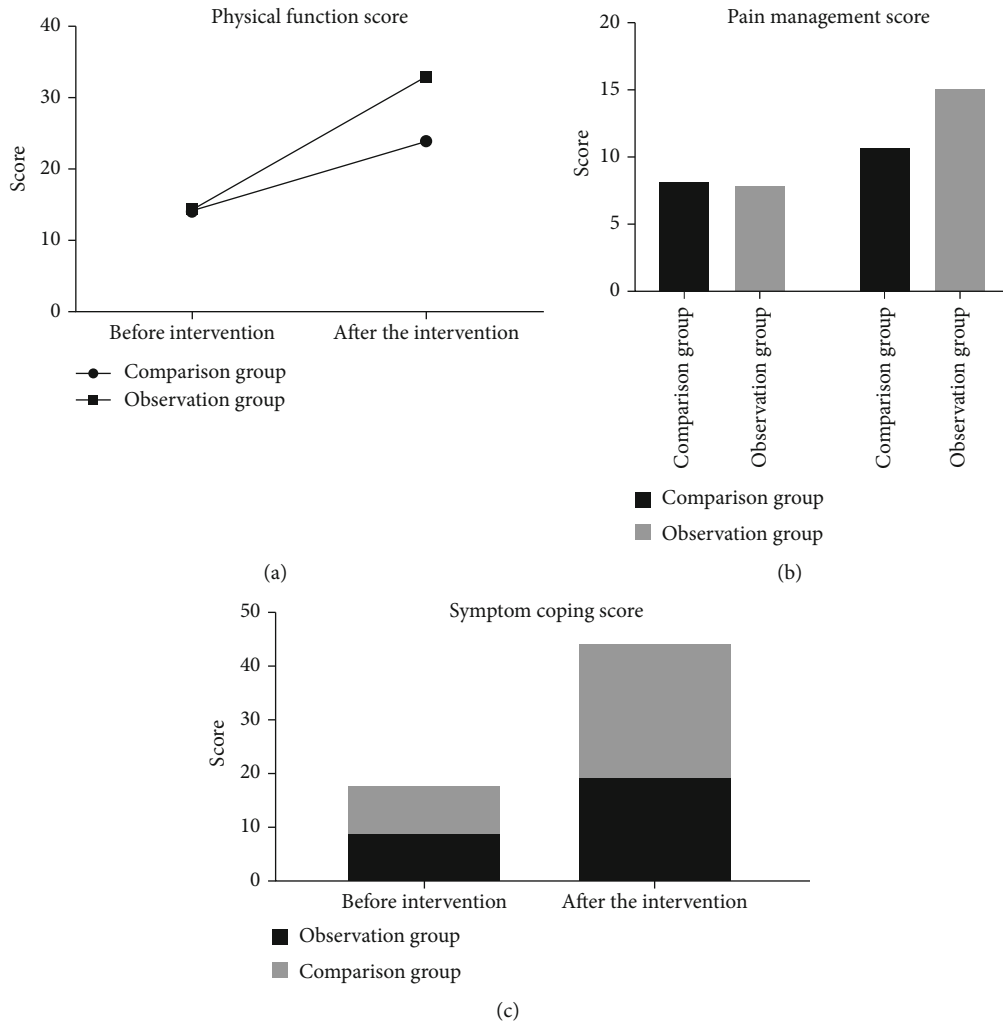 Physical function score
40
30
20
10
0
Score
Before intervention
After the intervention
Comparison group
Observation group
(a)
Pain management score
20
15
10
5
0
Score
Comparison group
Observation group
Comparison group
Observation group
Comparison group
Observation group
(b)
Symptom coping score
50
40
30
20
10
0
Score
Before intervention
After the intervention
Observation group
Comparison group
(c)